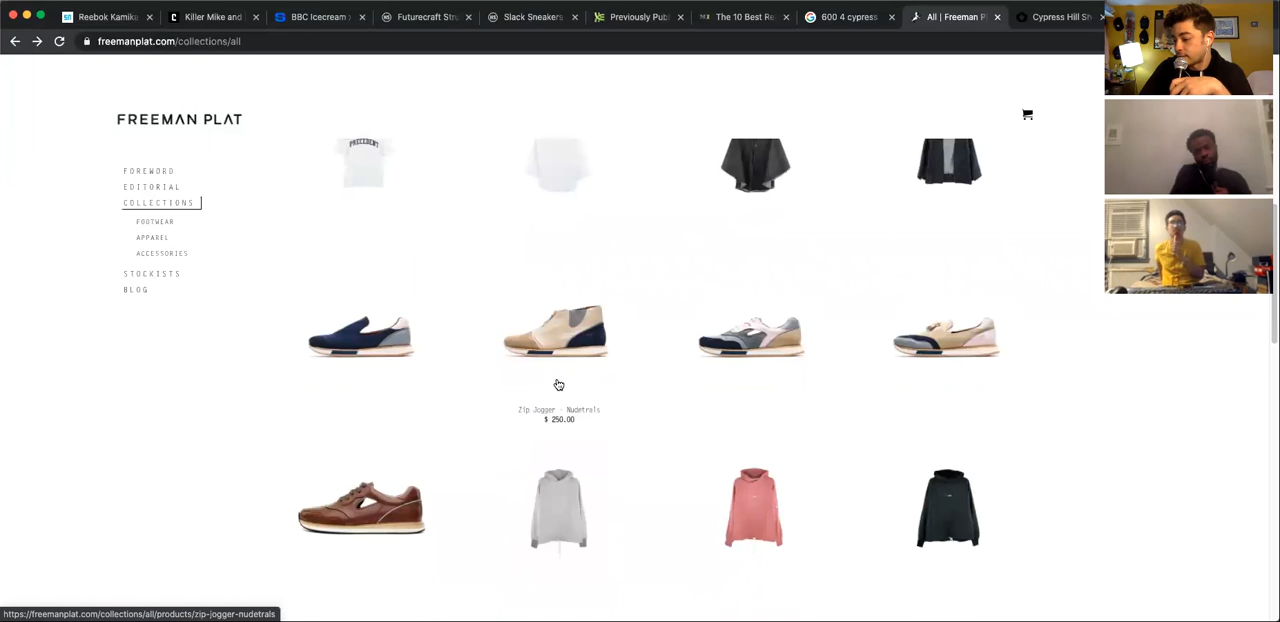 Reebok Kamika
Killer Mike and
BBC Icecream
Futurecraft Stru
Slack Sneakers
Previously Pub
The 10 Best Re
600 4 cypress
All | Freeman P
Cypress Hill Sh
freemanplat.com/collections/all
FREEMAN PLAT
PRECEDENT
FOREWORD
EDITORIAL
COLLECTIONS
FOOTWEAR
APPAREL
ACCESSORIES
STOCKISTS
BLOG
Zip Jogger - Nudetrals
$ 250.00
https://freemanplat.com/collections/all/products/zip-jogger-nudetrals